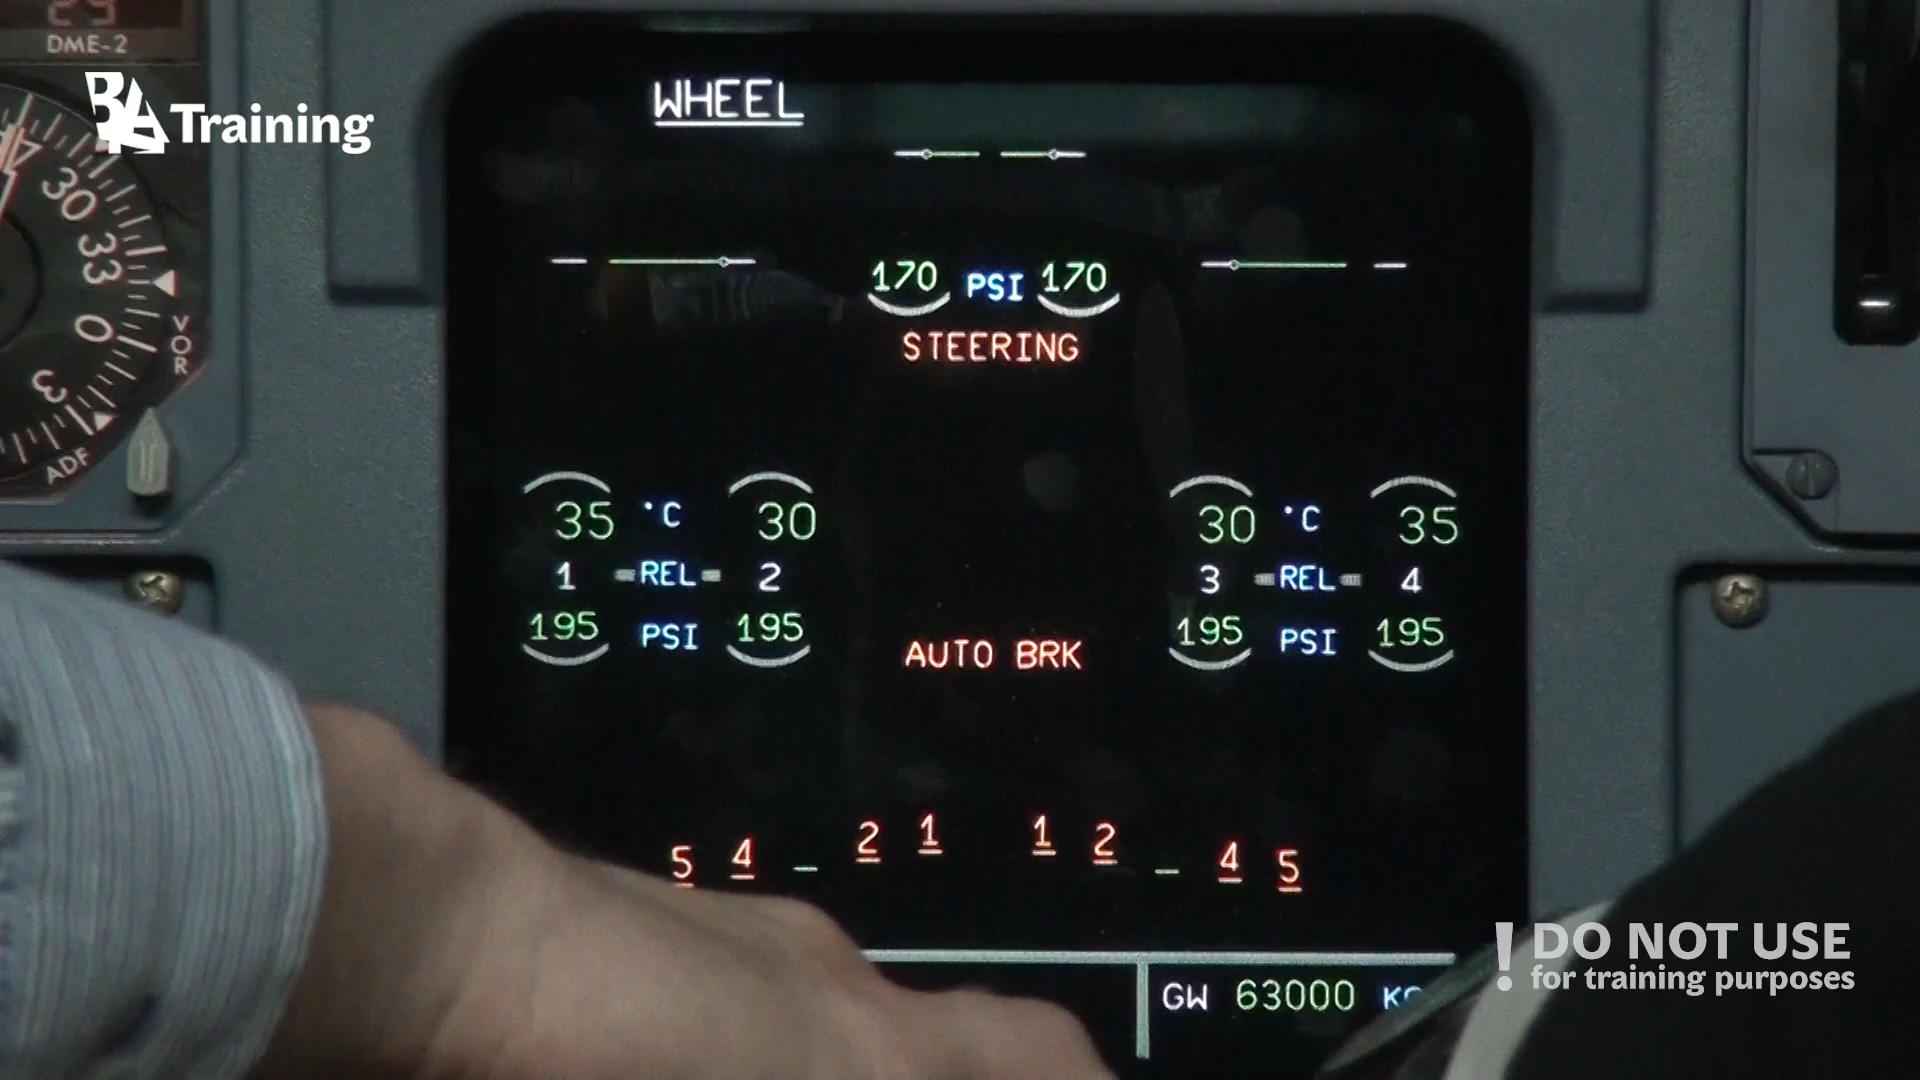 DME-2
BAA Training
WHEEL
30
33
0
3
VOR
ADF
170 PSI 170
STEERING
35 °C 30
30 °C 35
1 REL 2
3 REL 4
195 PSI 195
195 PSI 195
AUTO BRK
5 4 _ 2 1 1 2 _ 4 5
GW 63000
! DO NOT USE
for training purposes